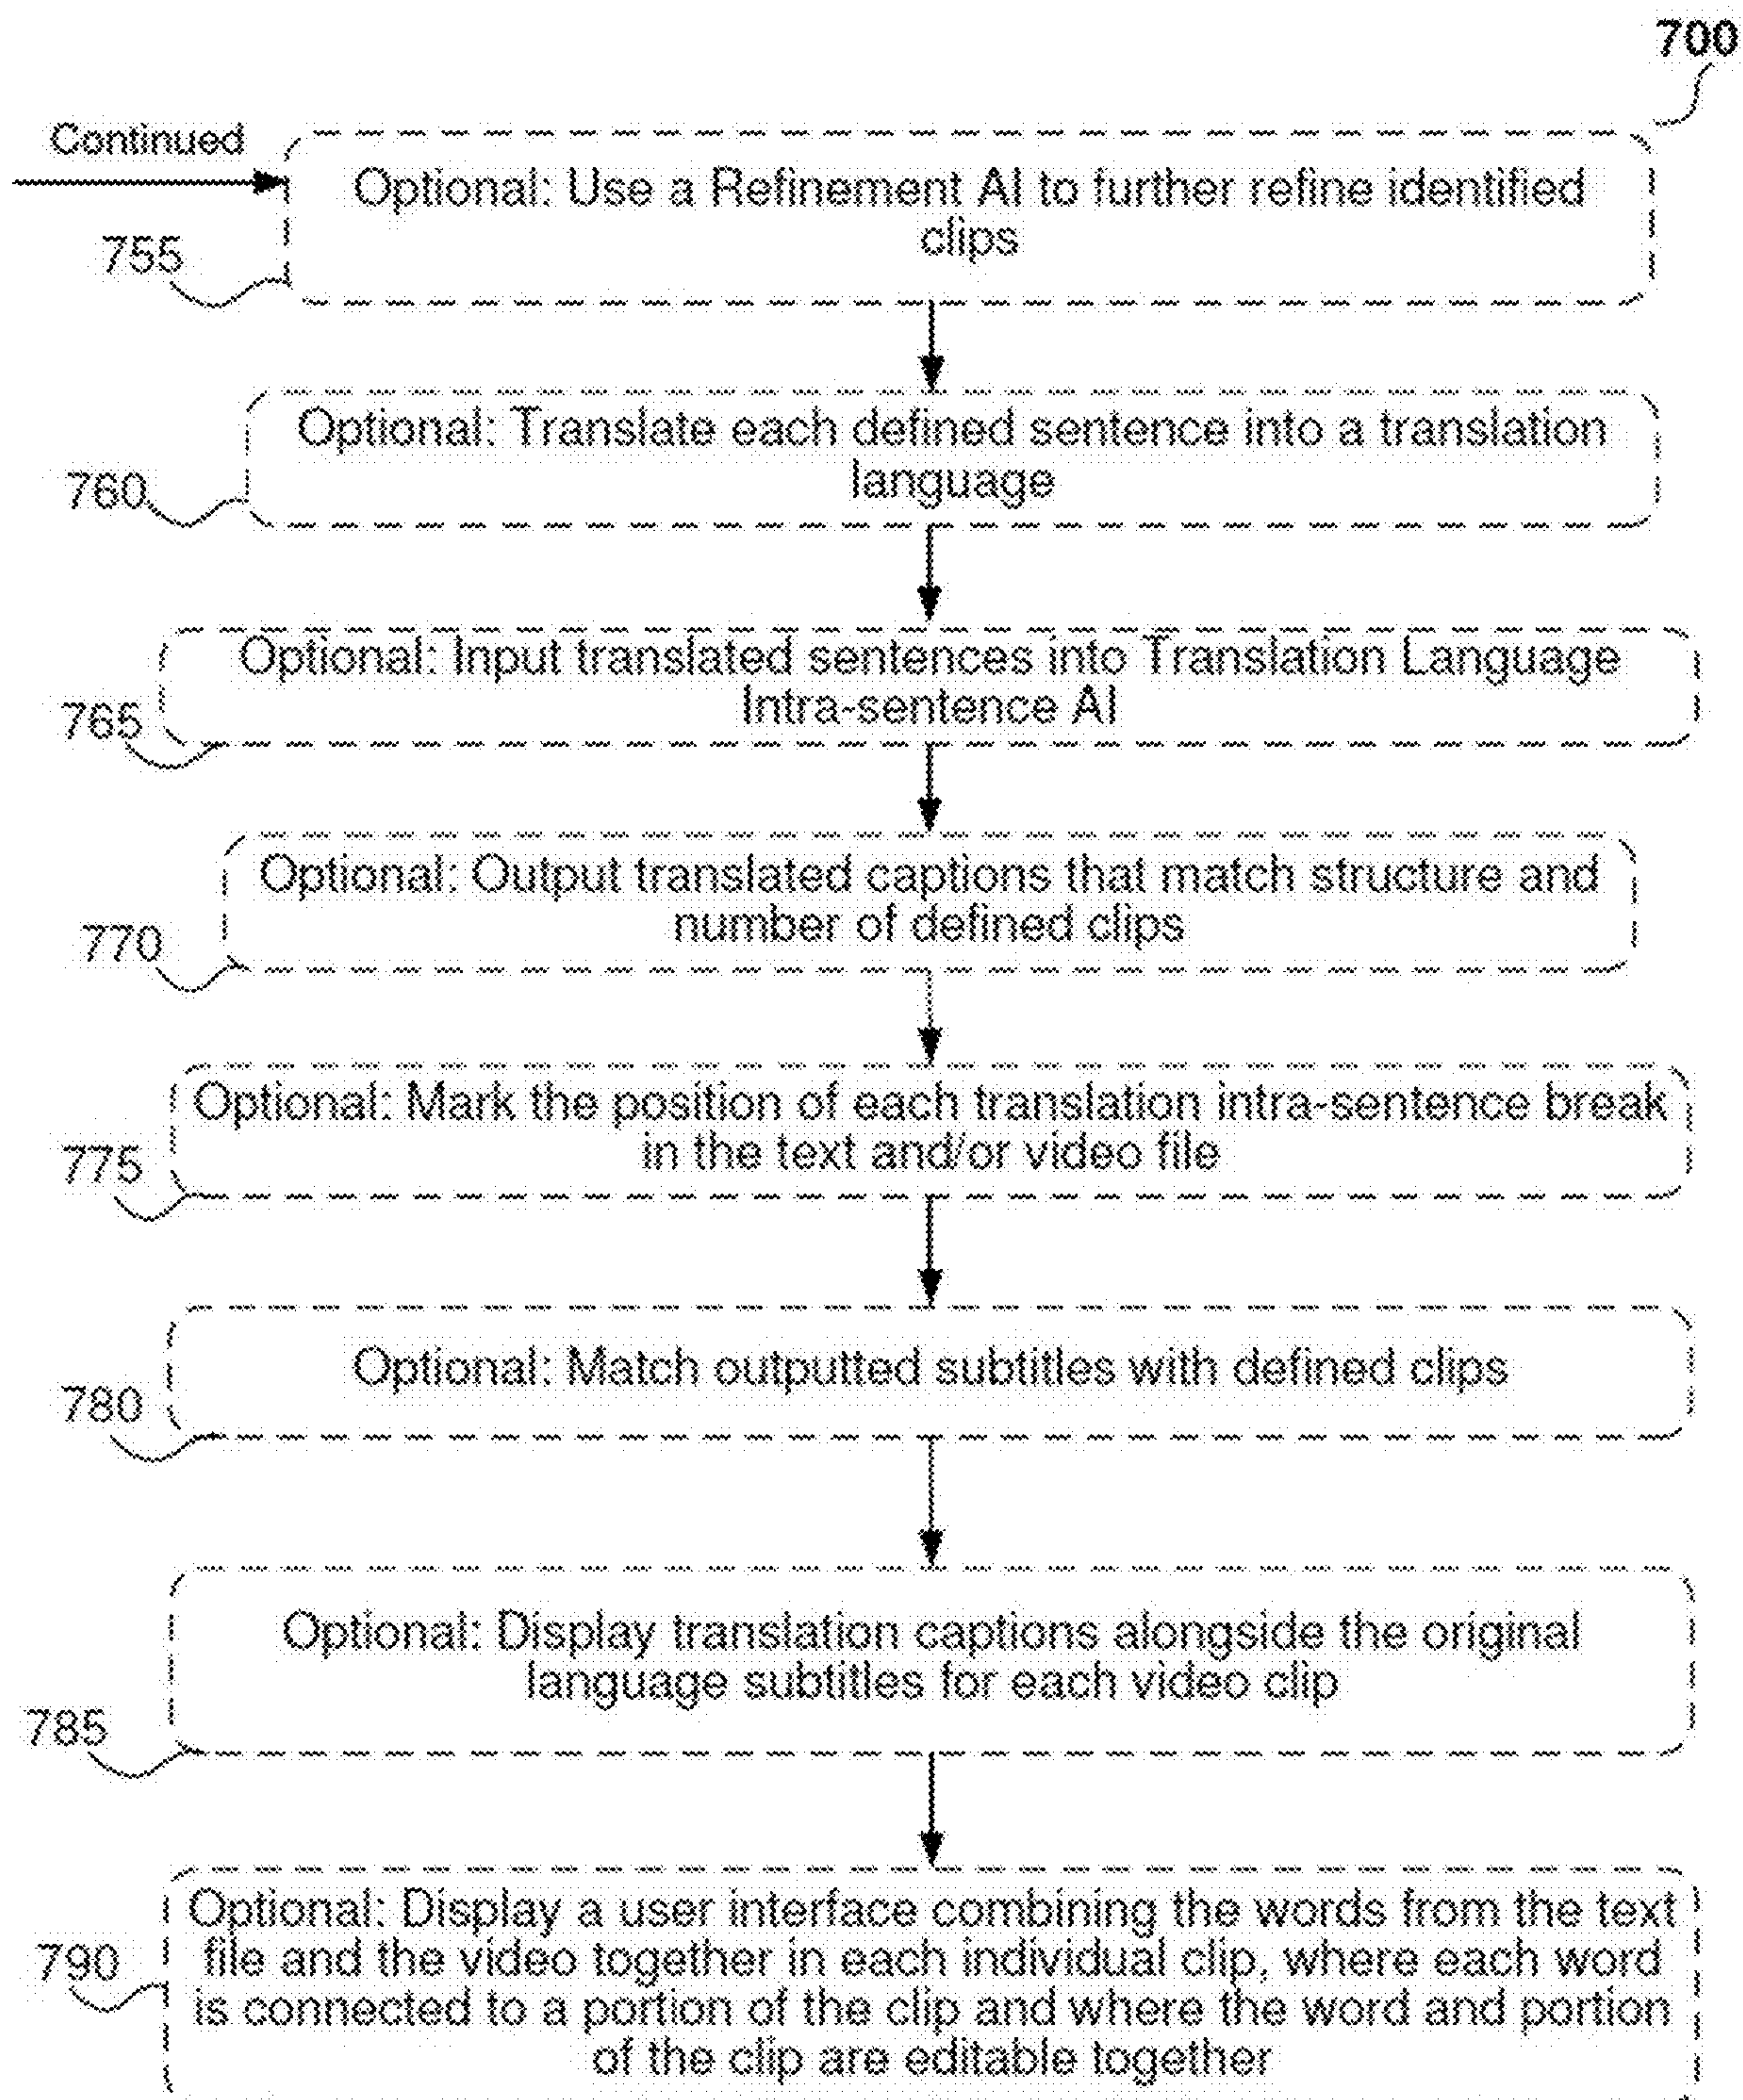 700
Continued
Optional: Use a Refinement AI to further refine identified
clips
755
Optional: Translate each defined sentence into a translation
language
760
Optional: Input translated sentences into Translation Language
Intra-sentence AI
765
Optional: Output translated captions that match structure and
number of defined clips
770
Optional: Mark the position of each translation intra-sentence break
in the text and/or video file
775
Optional: Match outputted subtitles with defined clips
780
Optional: Display translation captions alongside the original
language subtitles for each video clip
785
Optional: Display a user interface combining the words from the text
file and the video together in each individual clip, where each word
is connected to a portion of the clip and where the word and portion
of the clip are editable together
790